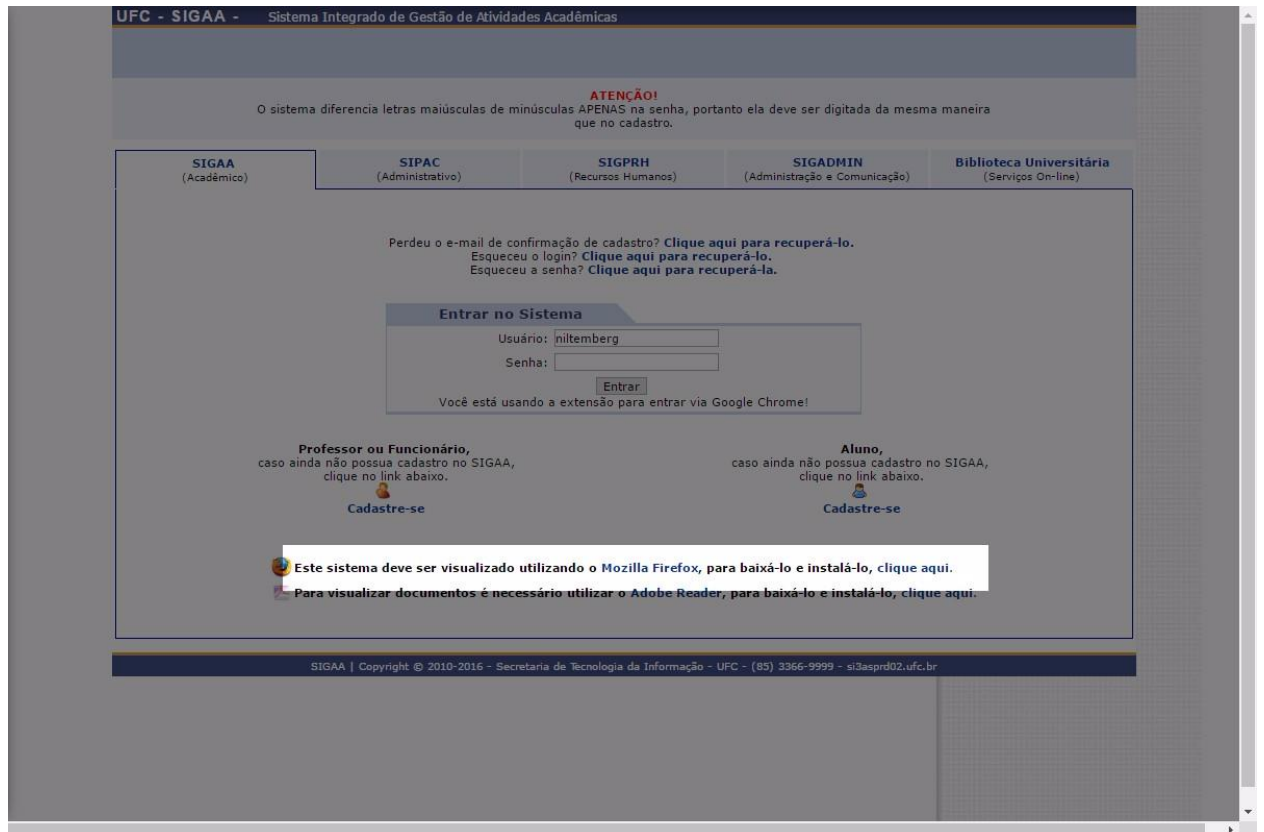 UFC - SIGAA - Sistema Integrado de Gestão de Atividades Acadêmicas
ATENÇÃO!
O sistema diferencia letras maiúsculas de minúsculas APENAS na senha, portanto ela deve ser digitada da mesma maneira
que no cadastro.
SIGAA SIPAC SIGPRH SIGADMIN Biblioteca Universitária
(Acadêmico) (Administrativo) (Recursos Humanos) (Administração e Comunicação) (Serviços On-line)
Perdeu o e-mail de confirmação de cadastro? Clique aqui para recuperá-lo.
Esqueceu o login? Clique aqui para recuperá-lo.
Esqueceu a senha? Clique aqui para recuperá-la.
Entrar no Sistema
Usuário: niltemberg
Senha:
Entrar
Você está usando a extensão para entrar via Google Chrome!
Professor ou Funcionário,
caso ainda não possua cadastro no SIGAA,
clique no link abaixo.
Cadastre-se
Aluno,
caso ainda não possua cadastro no SIGAA,
clique no link abaixo.
Cadastre-se
Este sistema deve ser visualizado utilizando o Mozilla Firefox, para baixá-lo e instalá-lo, clique aqui.
Para visualizar documentos é necessário utilizar o Adobe Reader, para baixá-lo e instalá-lo, clique aqui.
SIGAA | Copyright © 2010-2016 - Secretaria de Tecnologia da Informação - UFC - (85) 3366-9999 - si3asprd02.ufc.br